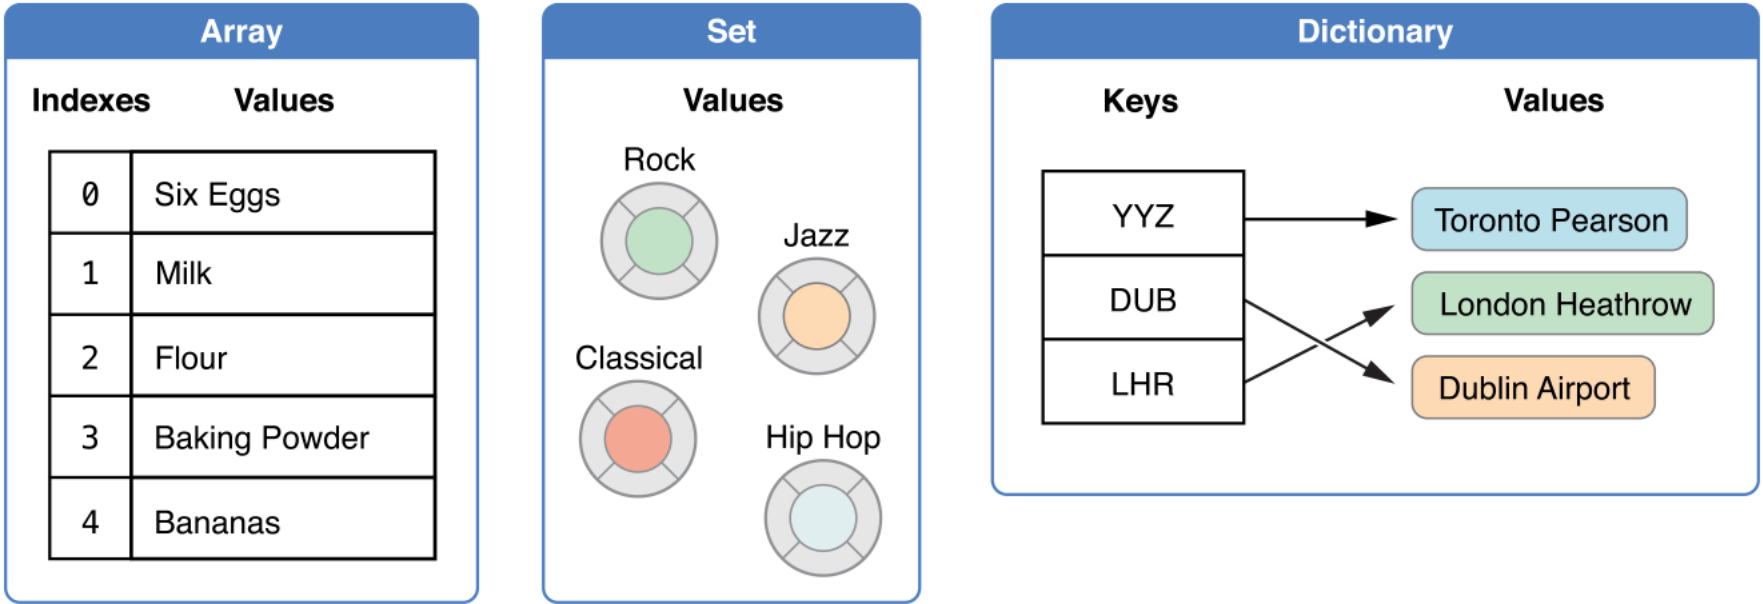 Array
Indexes Values
0 Six Eggs
1 Milk
2 Flour
3 Baking Powder
4 Bananas
Set
Values
Rock
Jazz
Classical
Hip Hop
Dictionary
Keys Values
YYZ Toronto Pearson
DUB London Heathrow
LHR Dublin Airport